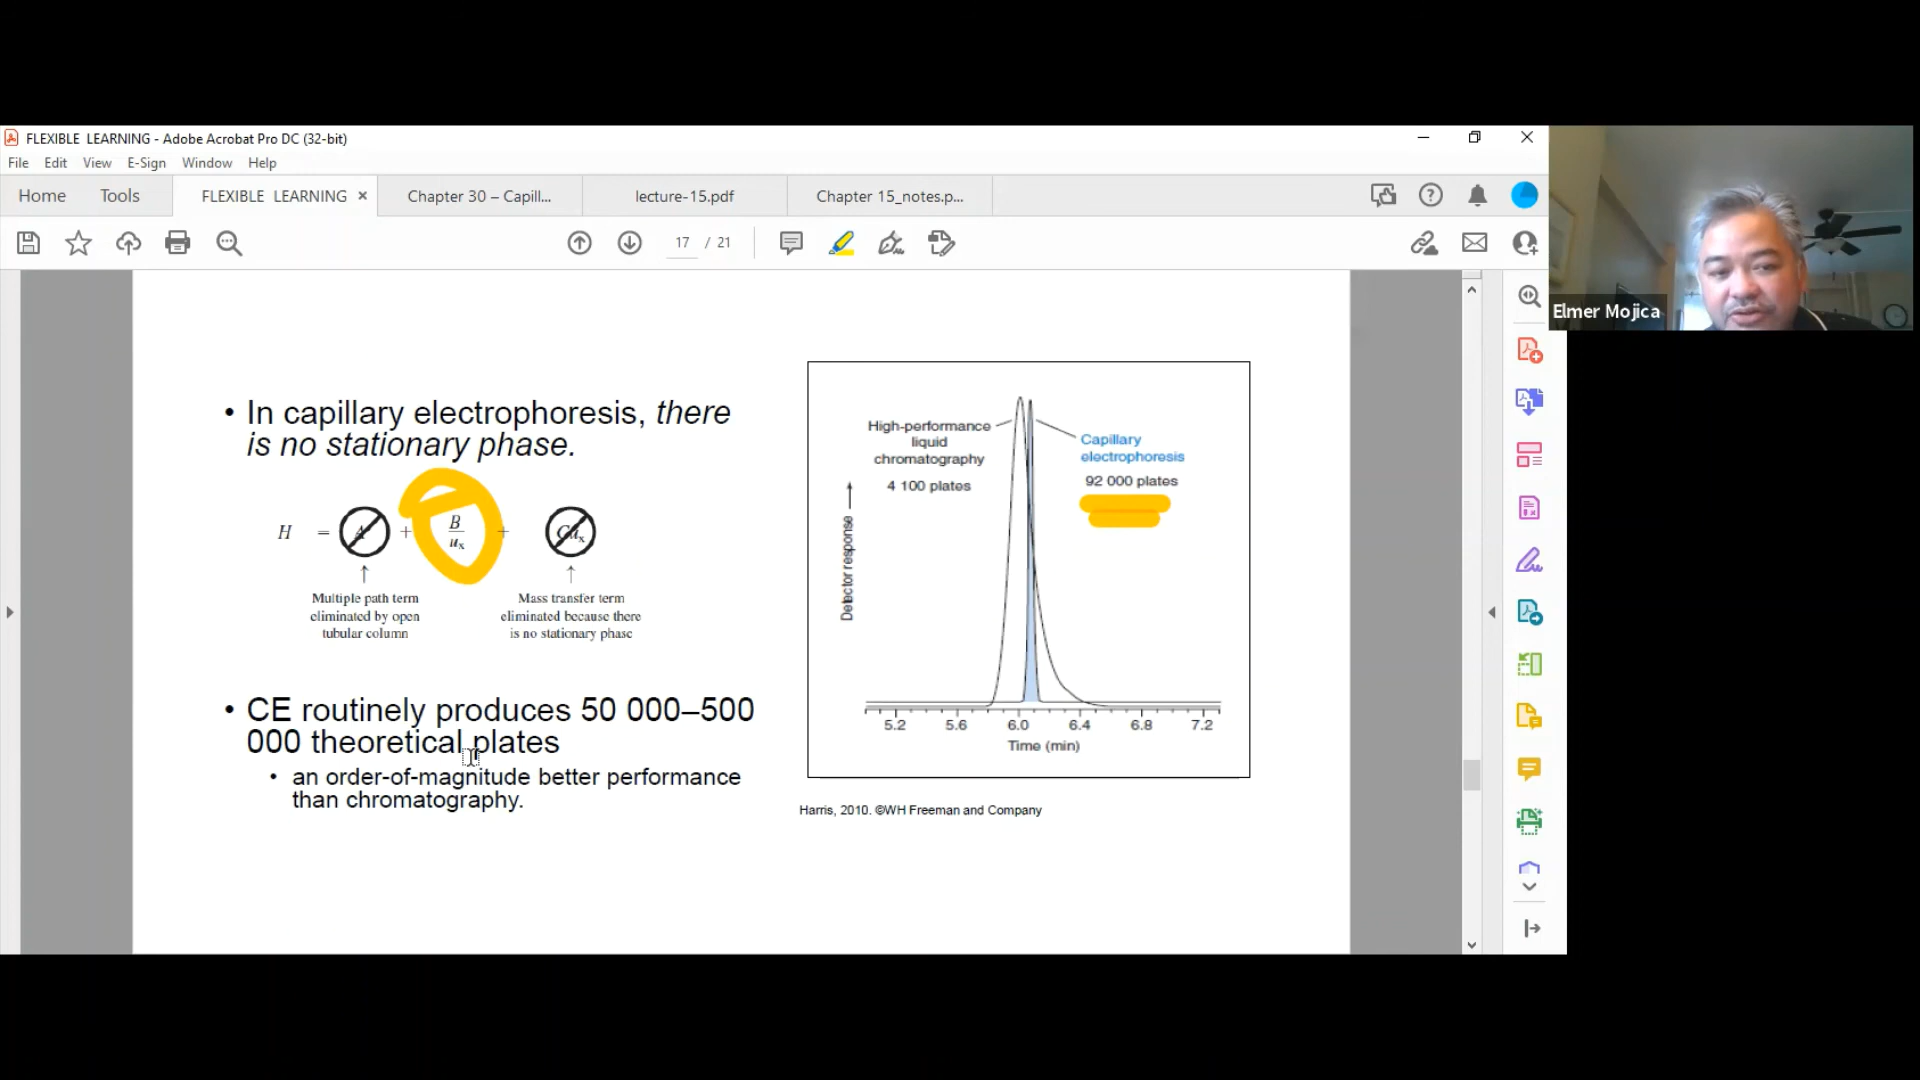 FLEXIBLE LEARNING - Adobe Acrobat Pro DC (32-bit)
File Edit View E-Sign Window Help
Home Tools FLEXIBLE LEARNING × Chapter 30 – Capill... lecture-15.pdf Chapter 15_notes.p...
17 / 21
Elmer Mojica
• In capillary electrophoresis, there
is no stationary phase.
H = A + B/ux + Cux
Multiple path term
eliminated by open
tubular column
Mass transfer term
eliminated because there
is no stationary phase
• CE routinely produces 50 000–500
000 theoretical plates
• an order-of-magnitude better performance
than chromatography.
High-performance
liquid
chromatography
4 100 plates
Capillary
electrophoresis
92 000 plates
Detector response
5.2 5.6 6.0 6.4 6.8 7.2
Time (min)
Harris, 2010. ©WH Freeman and Company